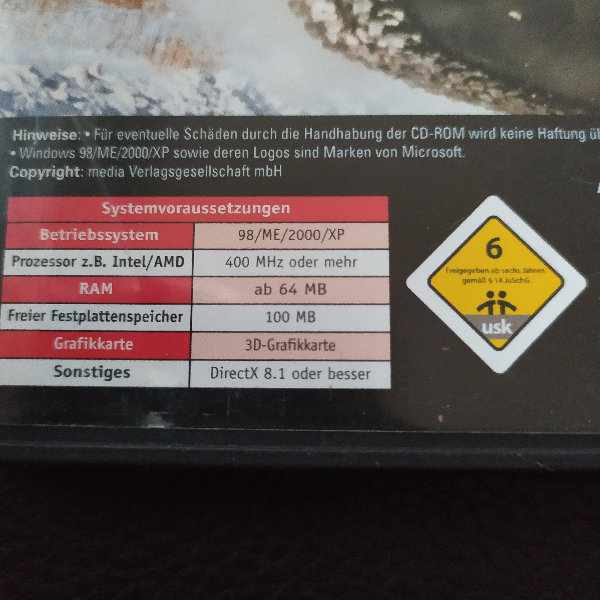 Hinweise: • Für eventuelle Schäden durch die Handhabung der CD-ROM wird keine Haftung
• Windows 98/ME/2000/XP sowie deren Logos sind Marken von Microsoft.
Copyright: media Verlagsgesellschaft mbH
Systemvoraussetzungen
Betriebssystem 98/ME/2000/XP
Prozessor z.B. Intel/AMD 400 MHz oder mehr
RAM ab 64 MB
Freier Festplattenspeicher 100 MB
Grafikkarte 3D-Grafikkarte
Sonstiges DirectX 8.1 oder besser
6
Freigegeben ab sechs Jahren
gemäß § 14 JuSchG
usk